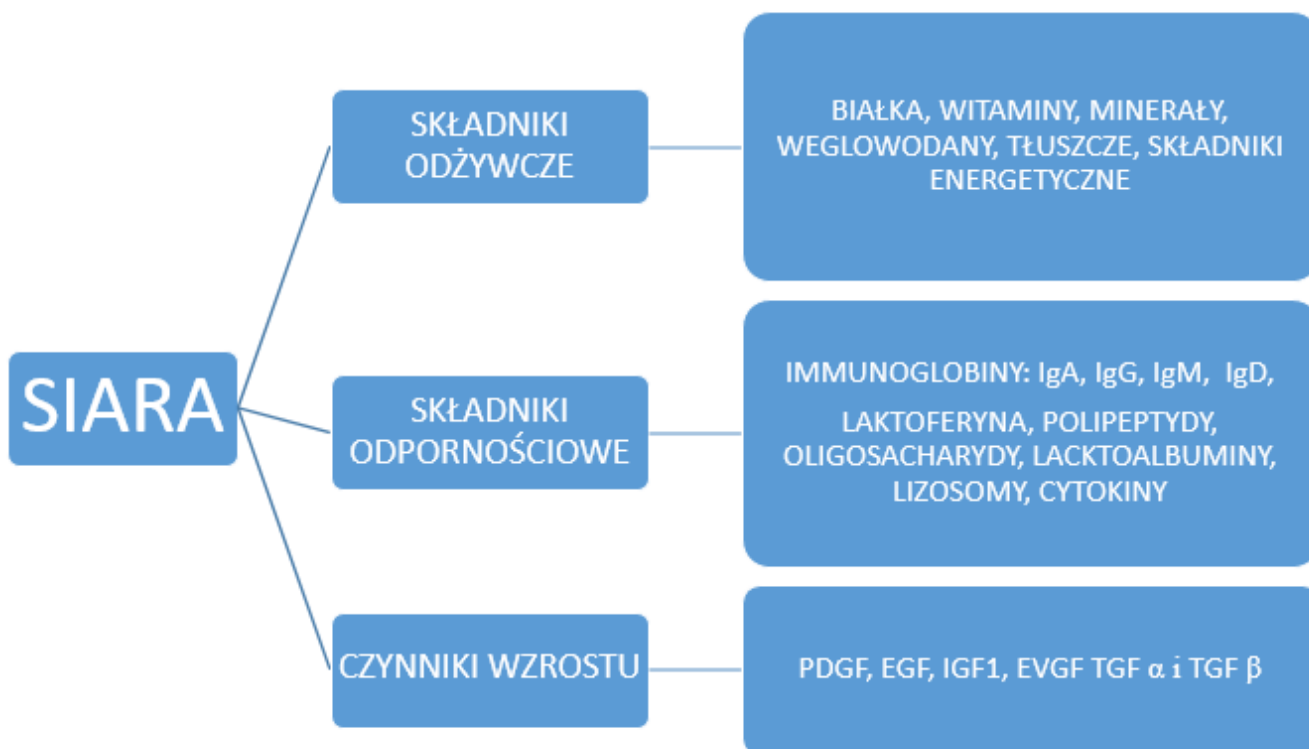 SIARA
SKŁADNIKI
ODŻYWCZE
BIAŁKA, WITAMINY, MINERAŁY,
WEGLOWODANY, TŁUSZCZE, SKŁADNIKI
ENERGETYCZNE
SKŁADNIKI
ODPORNOŚCIOWE
IMMUNOGLOBINY: IgA, IgG, IgM, IgD,
LAKTOFERYNA, POLIPEPTYDY,
OLIGOSACHARYDY, LACKTOALBUMINY,
LIZOSOMY, CYTOKINY
CZYNNIKI WZROSTU
PDGF, EGF, IGF1, EVGF TGF α i TGF β